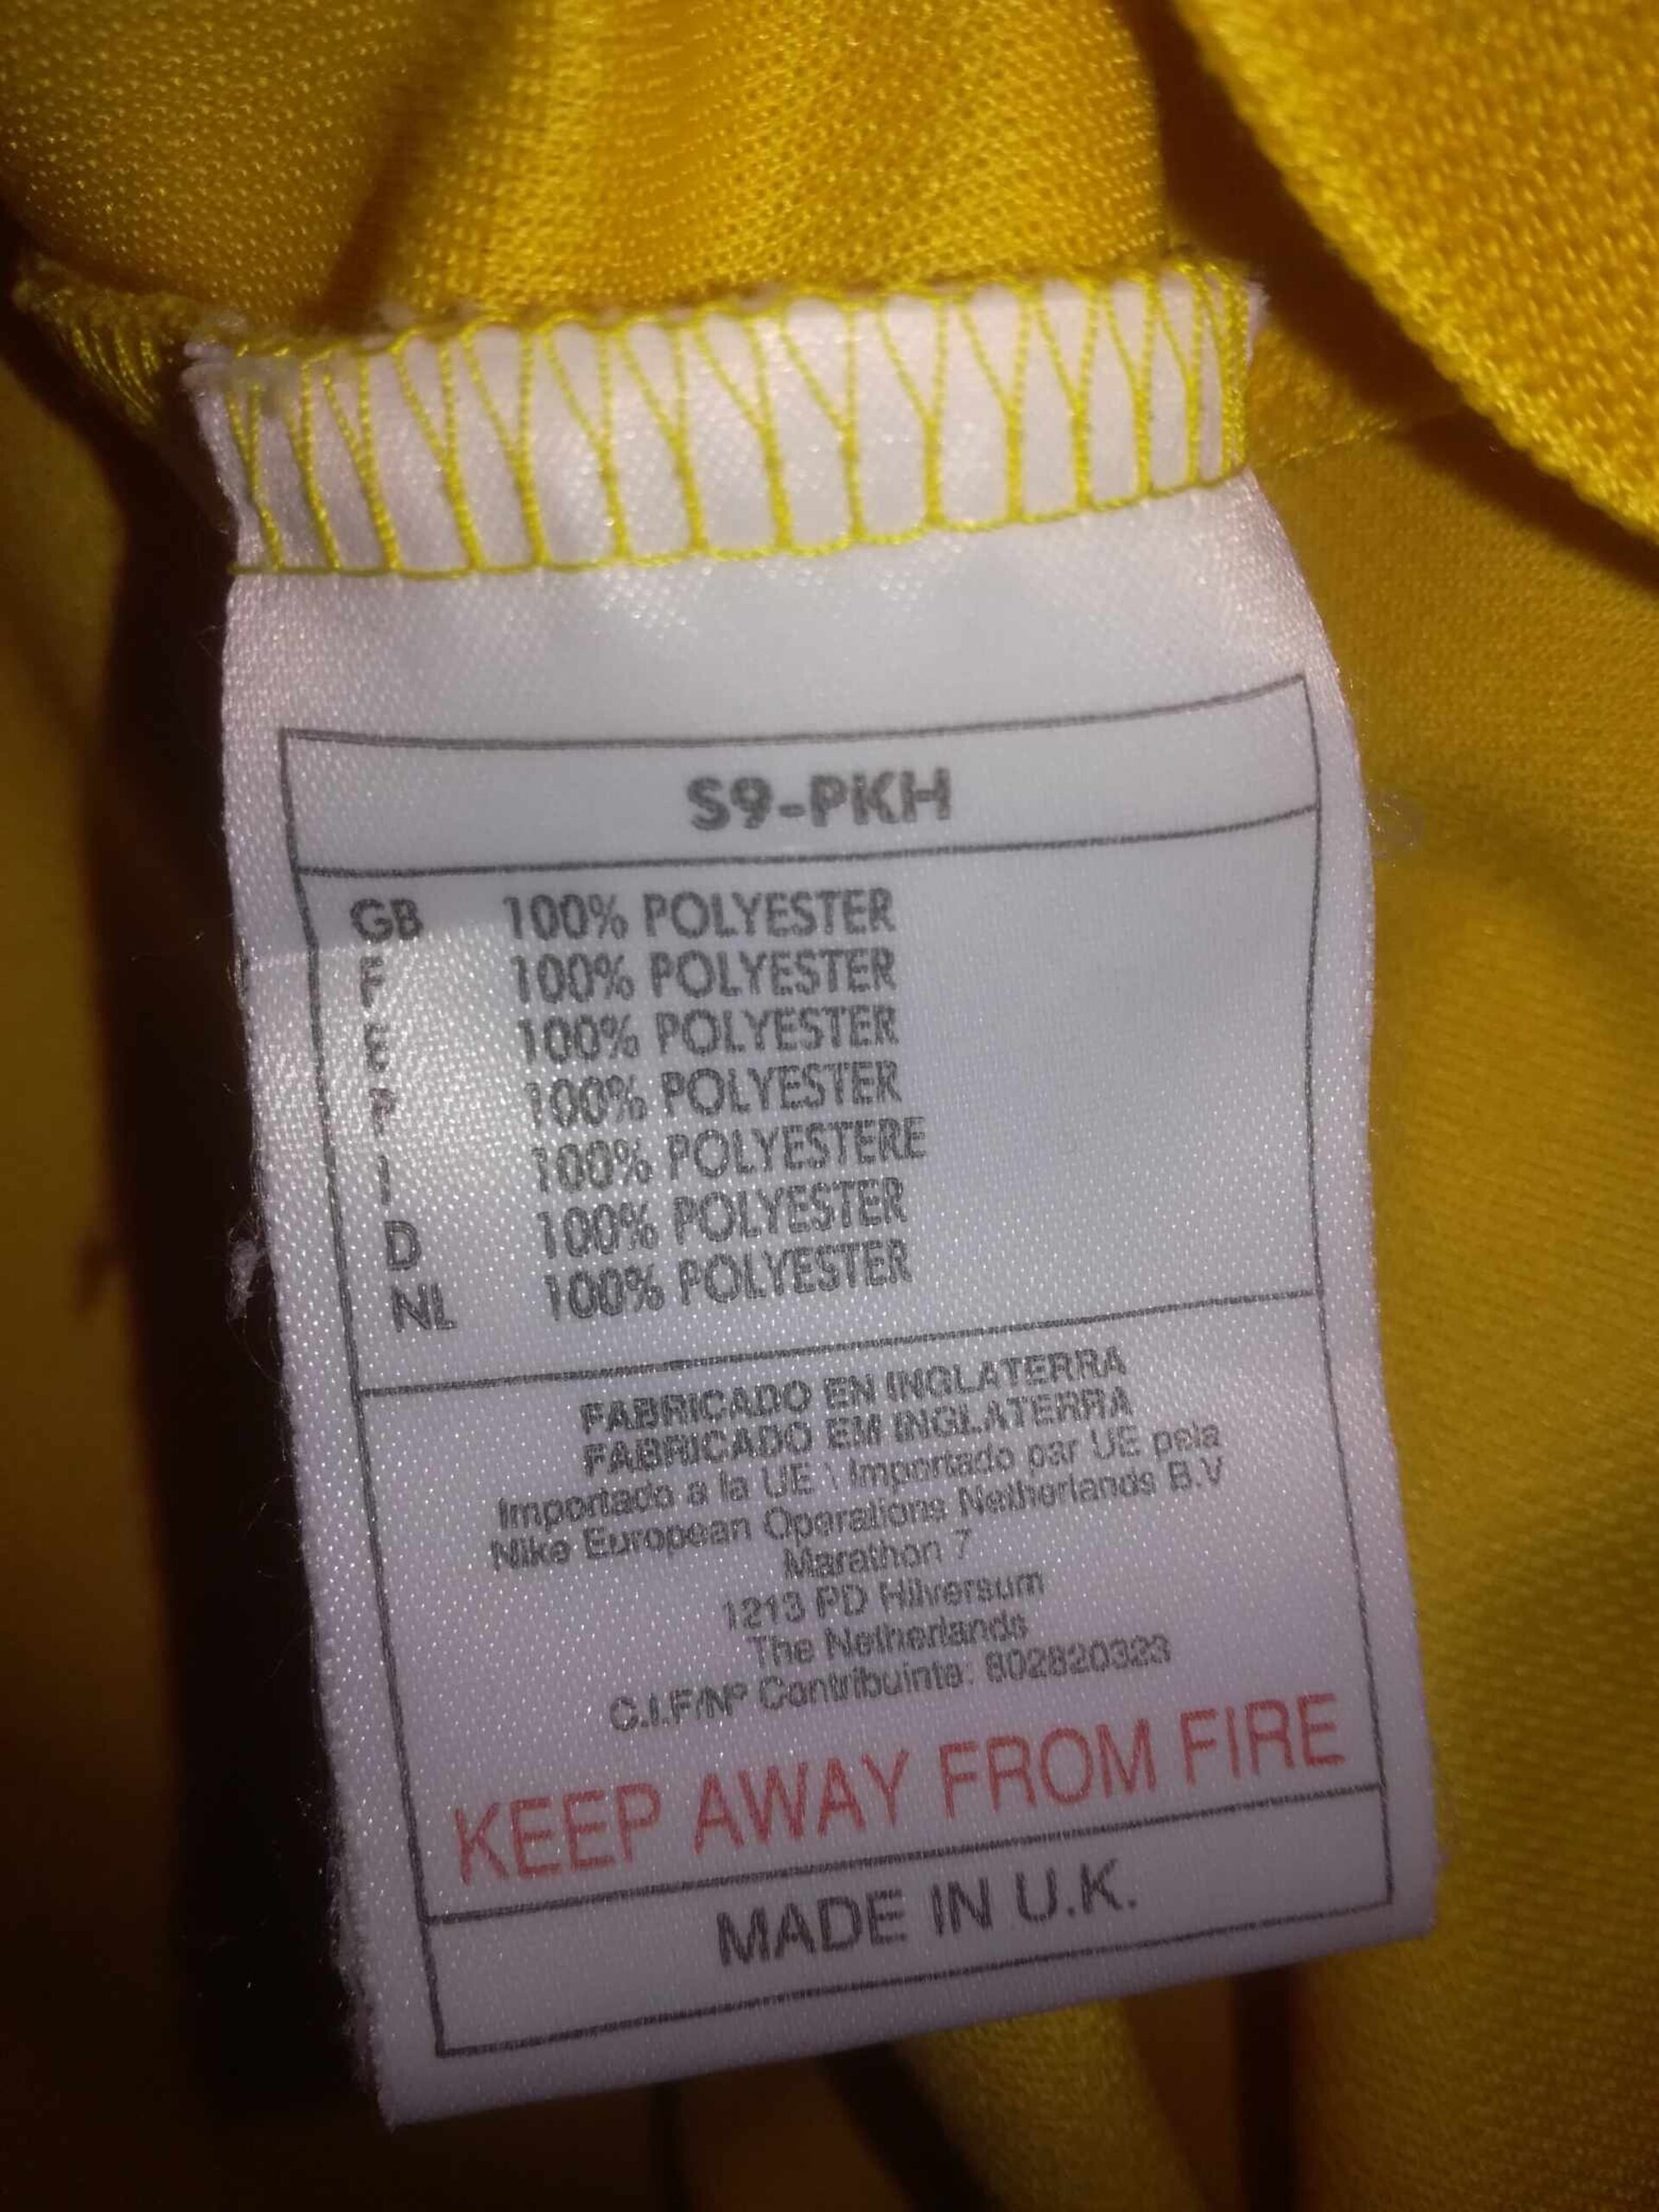 S9-PKH
GB 100% POLYESTER
F 100% POLYESTER
E 100% POLYESTER
P 100% POLYESTER
I 100% POLYESTERE
D 100% POLYESTER
NL 100% POLYESTER
FABRICADO EN INGLATERRA
FABRICADO EM INGLATERRA
Importado a la UE \ Importado par UE pela
Nike European Operations Netherlands B.V
Marathon 7
1213 PD Hilversum
The Netherlands
C.I.F/Nº Contribuinte: 802820323
KEEP AWAY FROM FIRE
MADE IN U.K.